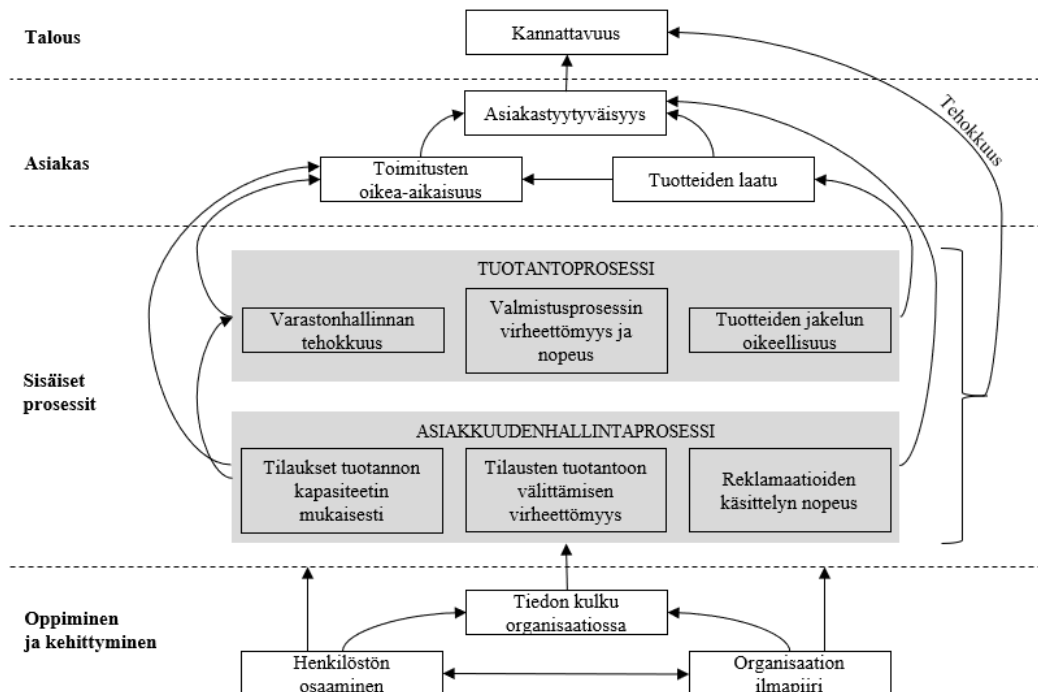 Talous
Kannattavuus
Tehokkuus
Asiakas
Asiakastyytyväisyys
Toimitusten
oikea-aikaisuus
Tuotteiden laatu
Sisäiset
prosessit
TUOTANTOPROSESSI
Varastonhallinnan
tehokkuus
Valmistusprosessin
virheettömyys ja
nopeus
Tuotteiden jakelun
oikeellisuus
ASIAKKUUDENHALLINTAPROSESSI
Tilaukset tuotannon
kapasiteetin
mukaisesti
Tilausten tuotantoon
välittämisen
virheettömyys
Reklamaatioiden
käsittelyn nopeus
Oppiminen
ja kehittyminen
Tiedon kulku
organisaatiossa
Henkilöstön
osaaminen
Organisaation
ilmapiiri